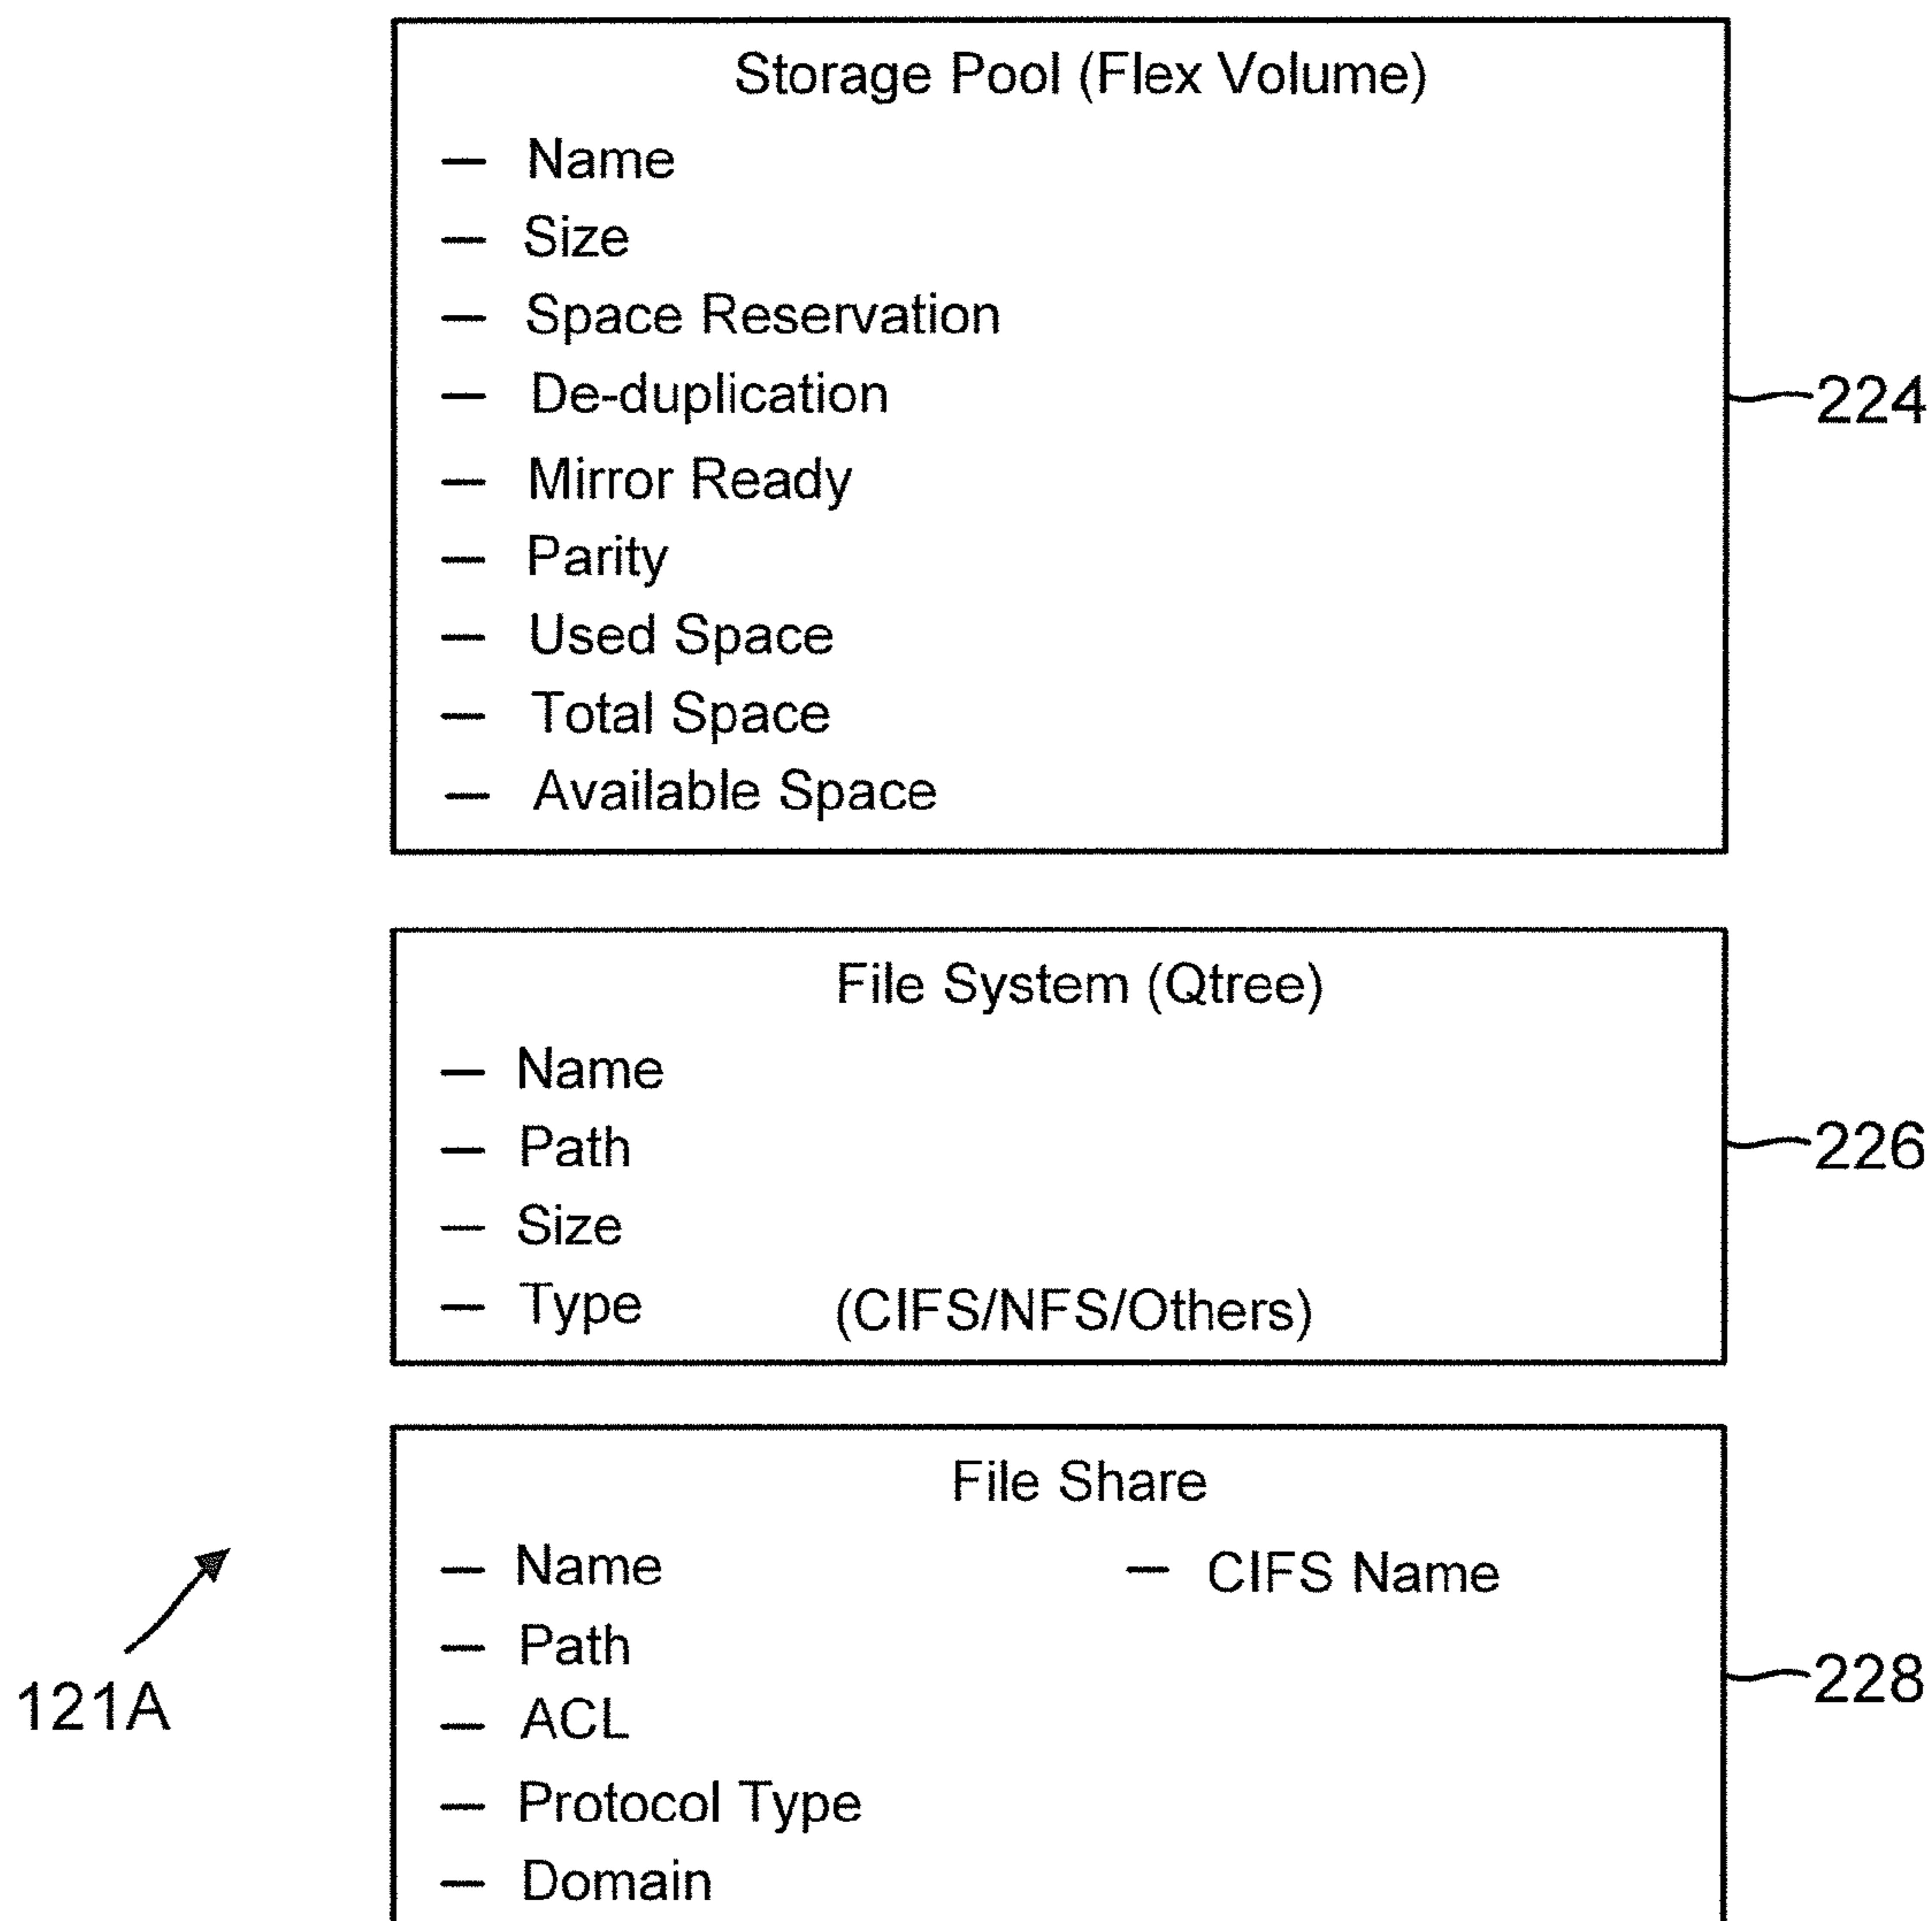 Storage Pool (Flex Volume)
— Name
— Size
— Space Reservation
— De-duplication
— Mirror Ready
— Parity
— Used Space
— Total Space
— Available Space
224
File System (Qtree)
— Name
— Path
— Size
— Type (CIFS/NFS/Others)
226
File Share
— Name — CIFS Name
— Path
— ACL
— Protocol Type
— Domain
228
121A